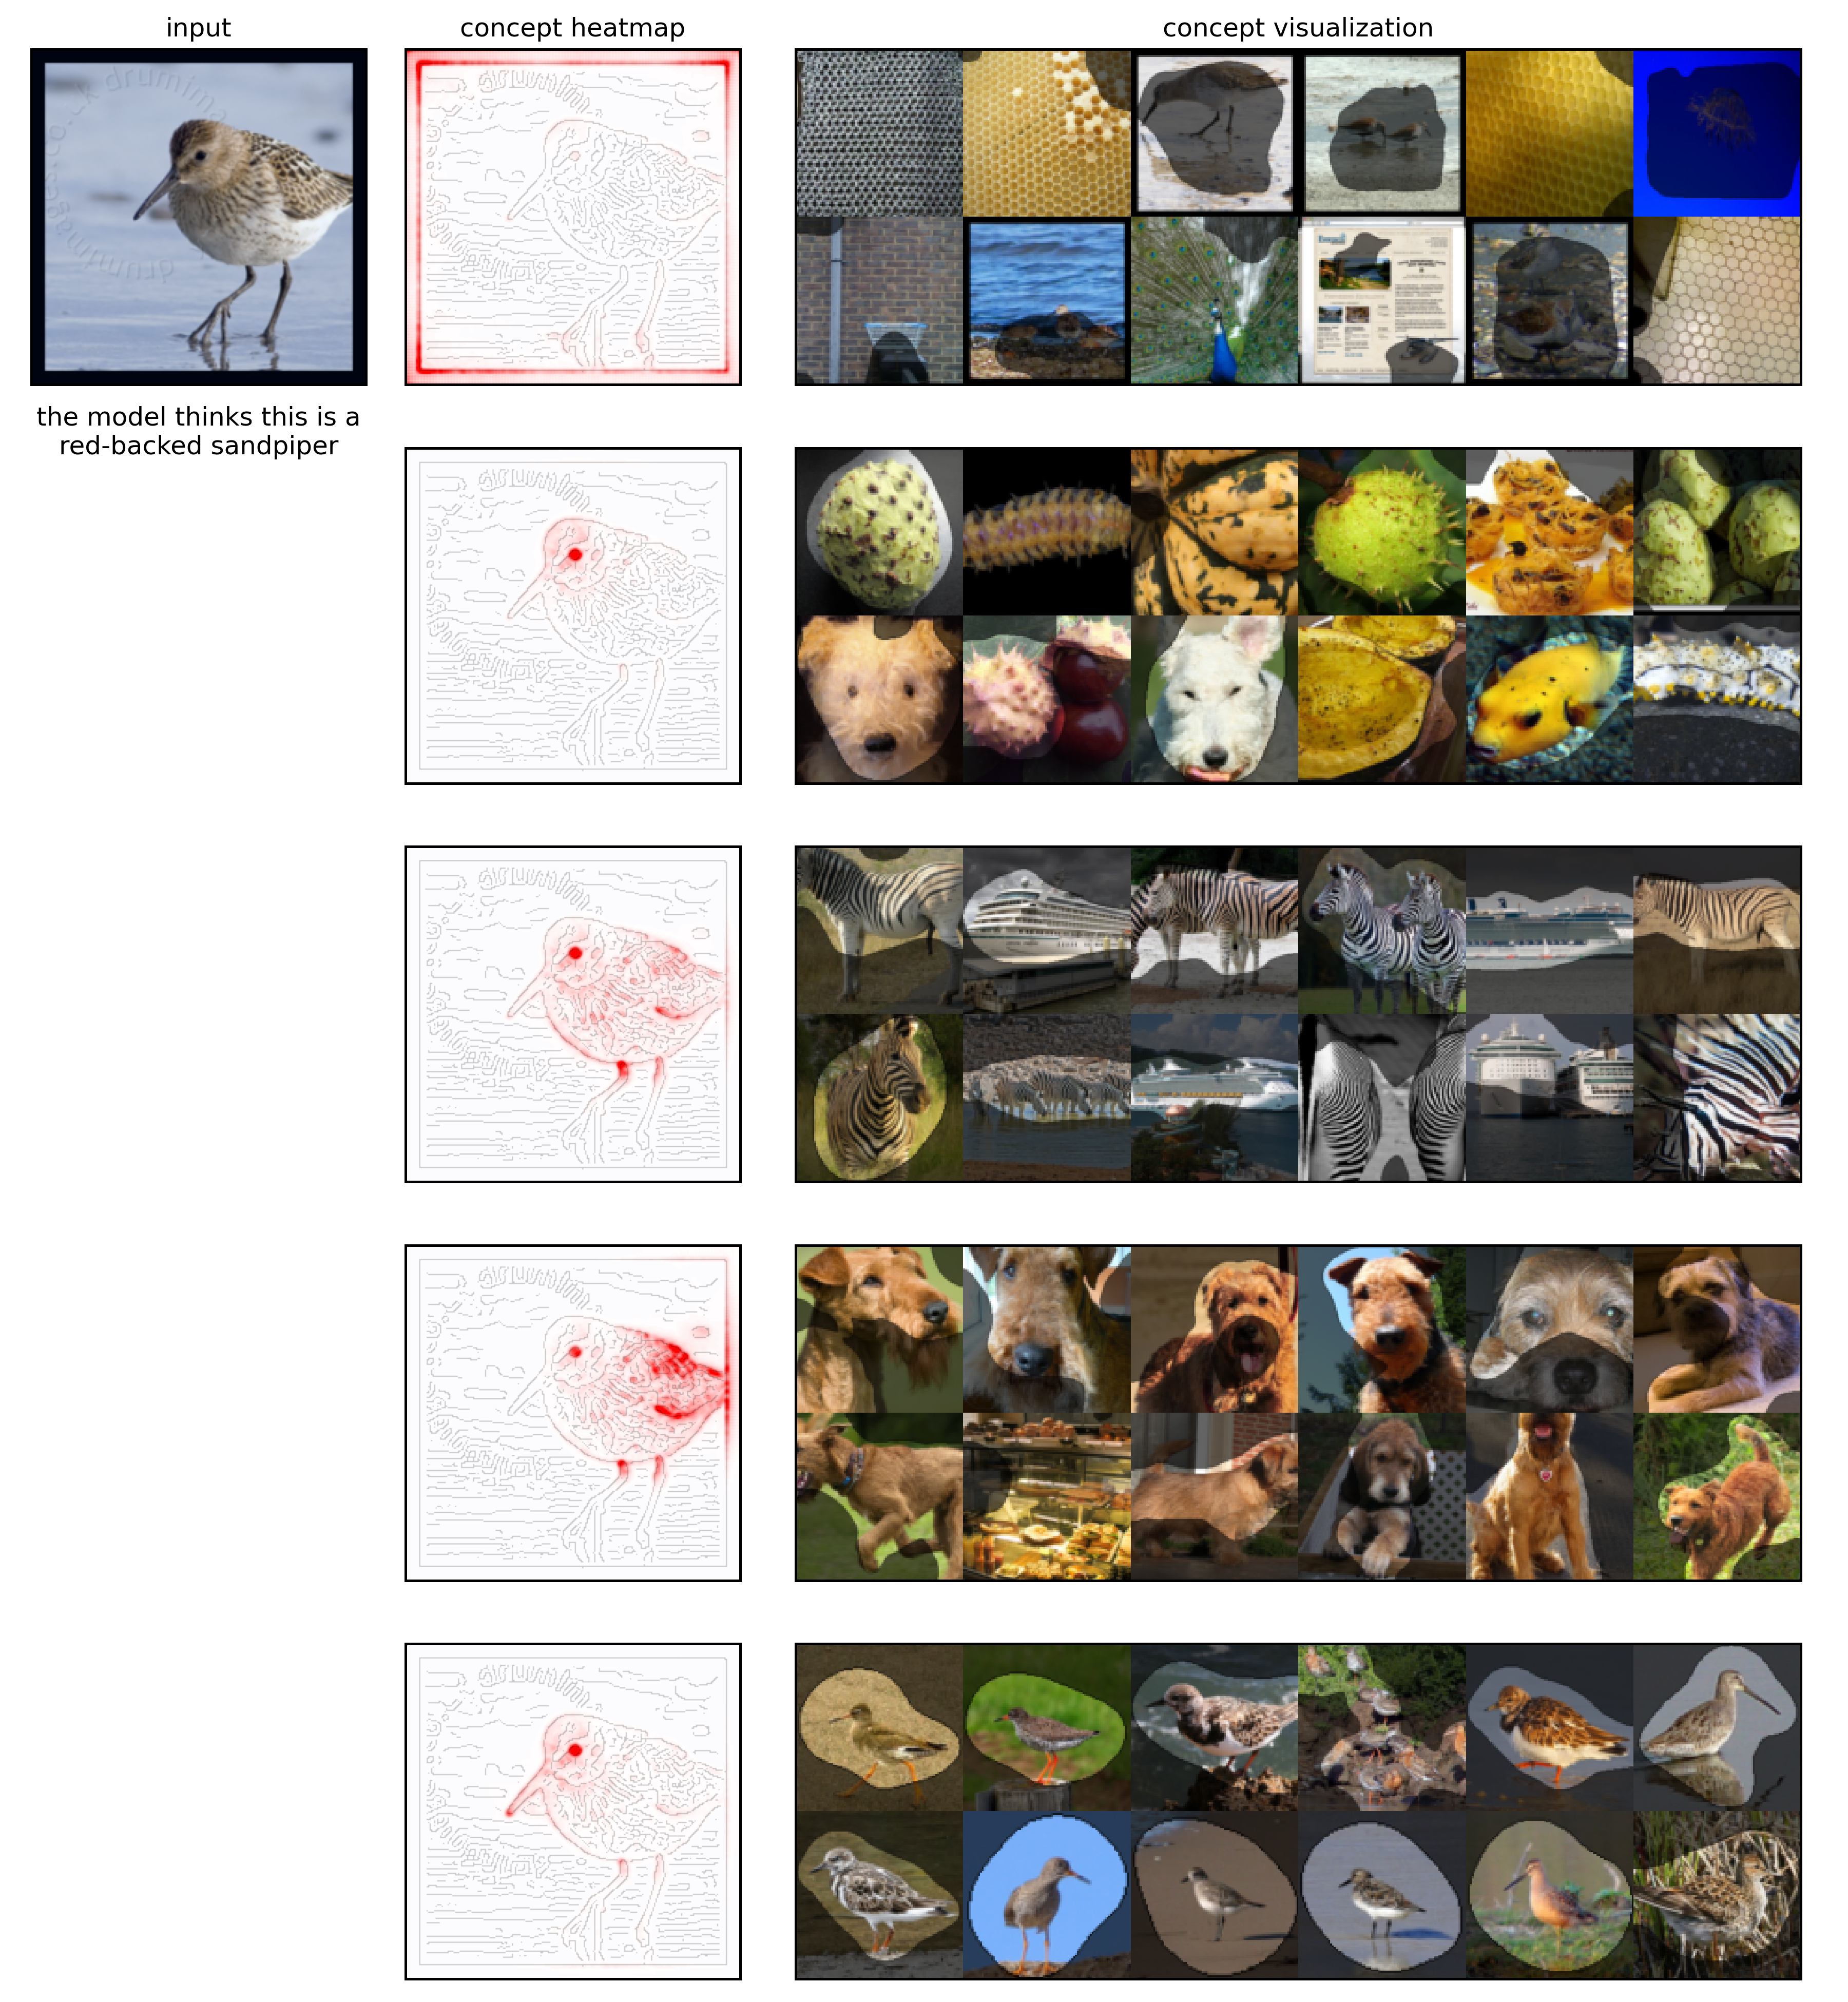 input
concept heatmap
concept visualization
the model thinks this is a
red-backed sandpiper